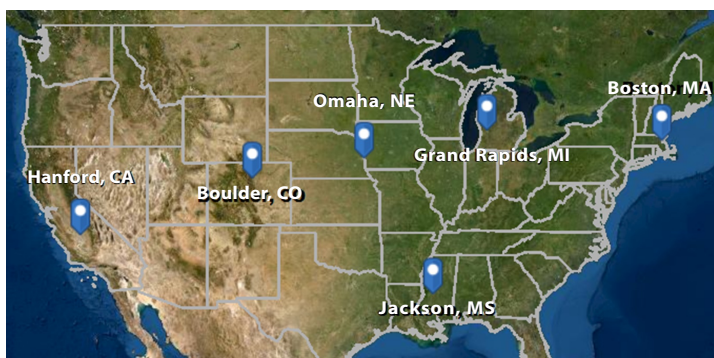 Boston, MA
Omaha, NE
Grand Rapids, MI
Hanford, CA
Boulder, CO
Jackson, MS